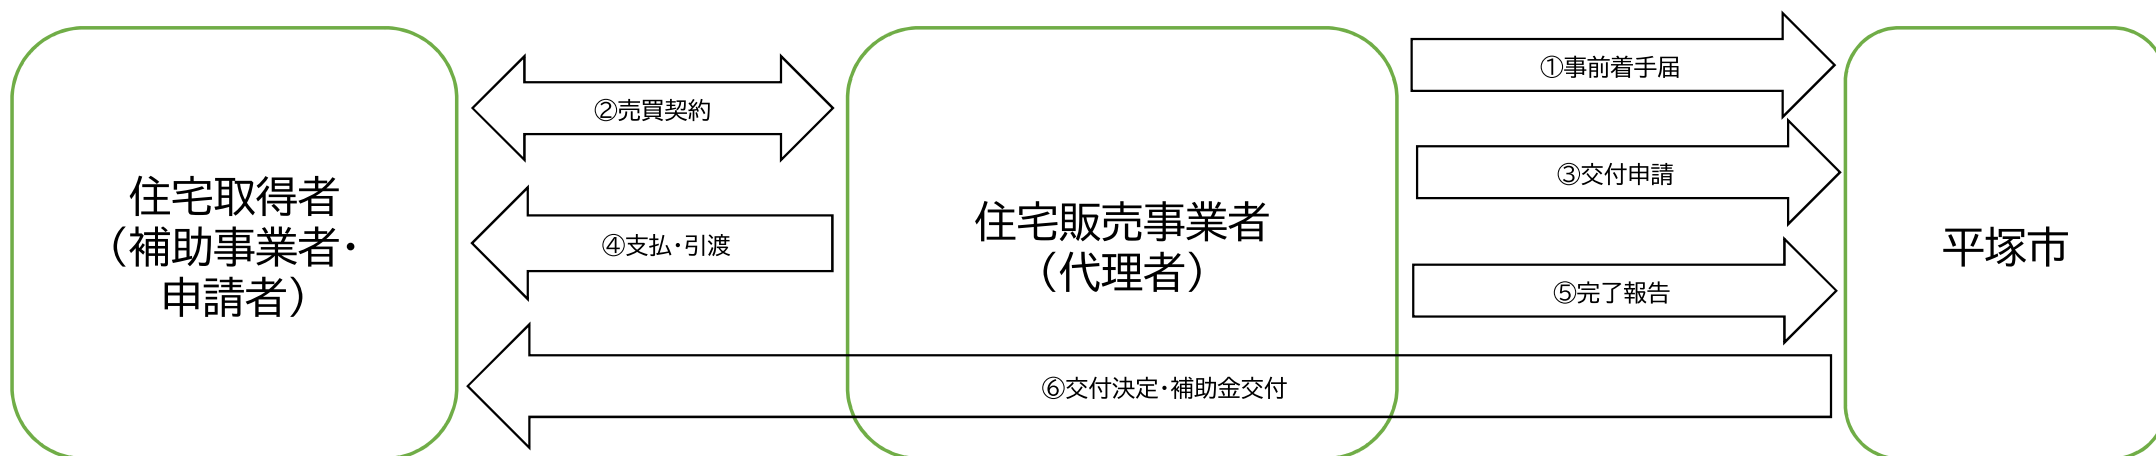 住宅取得者
（補助事業者・
申請者）
②売買契約
④支払・引渡
住宅販売事業者
（代理者）
①事前着手届
③交付申請
⑤完了報告
⑥交付決定・補助金交付
平塚市